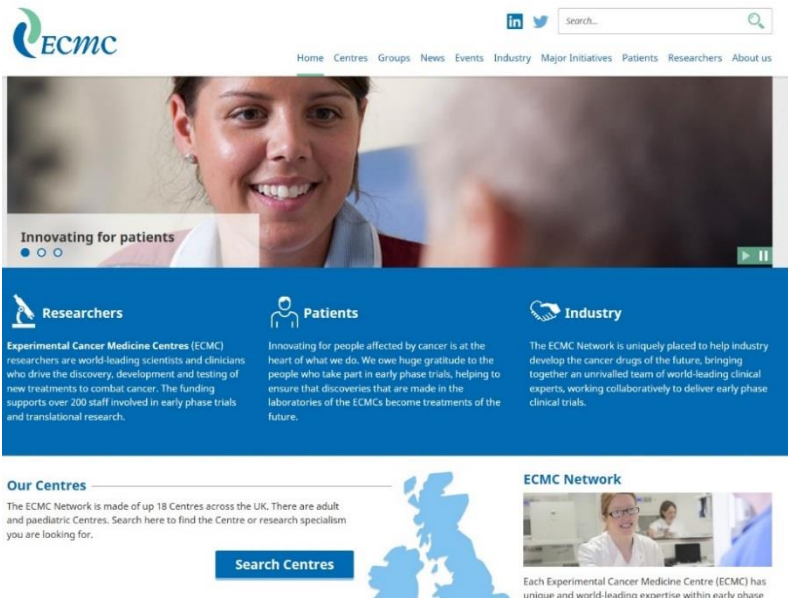 ECMC
Search...
Home Centres Groups News Events Industry Major Initiatives Patients Researchers About us
Innovating for patients
Researchers
Experimental Cancer Medicine Centres (ECMC)
researchers are world-leading scientists and clinicians
who drive the discovery, development and testing of
new treatments to combat cancer. The funding
supports over 200 staff involved in early phase trials
and translational research.
Patients
Innovating for people affected by cancer is at the
heart of what we do. We owe huge gratitude to the
people who take part in early phase trials, helping to
ensure that discoveries that are made in the
laboratories of the ECMCs become treatments of the
future.
Industry
The ECMC Network is uniquely placed to help industry
develop the cancer drugs of the future, bringing
together an unrivalled team of world-leading clinical
experts, working collaboratively to deliver early phase
clinical trials.
Our Centres
The ECMC Network is made of up 18 Centres across the UK. There are adult
and paediatric Centres. Search here to find the Centre or research specialism
you are looking for.
Search Centres
ECMC Network
Each Experimental Cancer Medicine Centre (ECMC) has
unique and world-leading expertise within early phase